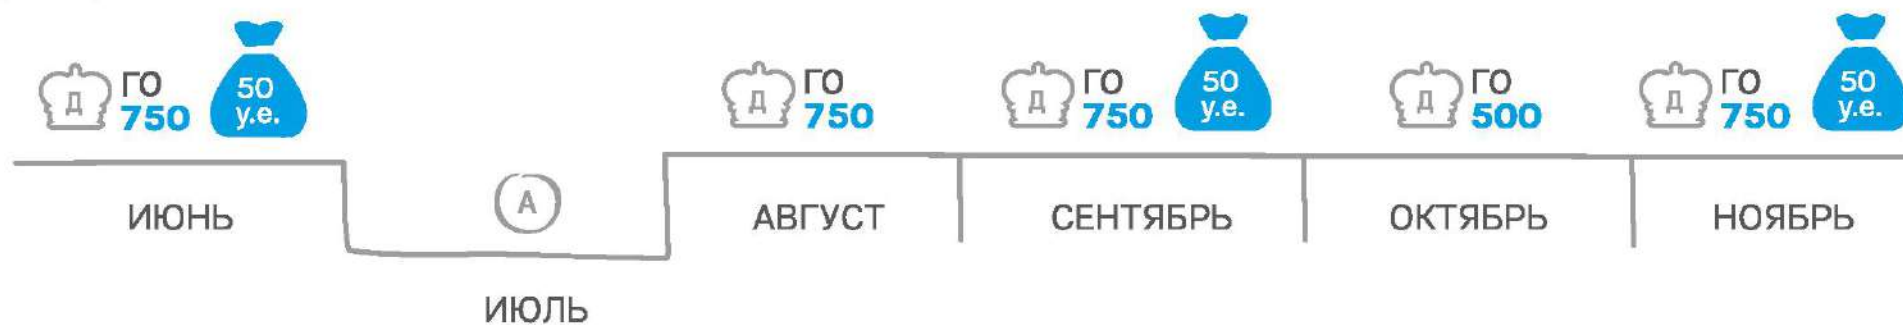 Д ГО 750
50 у.е.
Д ГО 750
Д ГО 750
50 у.е.
Д ГО 500
Д ГО 750
50 у.е.
ИЮНЬ
А
АВГУСТ
СЕНТЯБРЬ
ОКТЯБРЬ
НОЯБРЬ
ИЮЛЬ